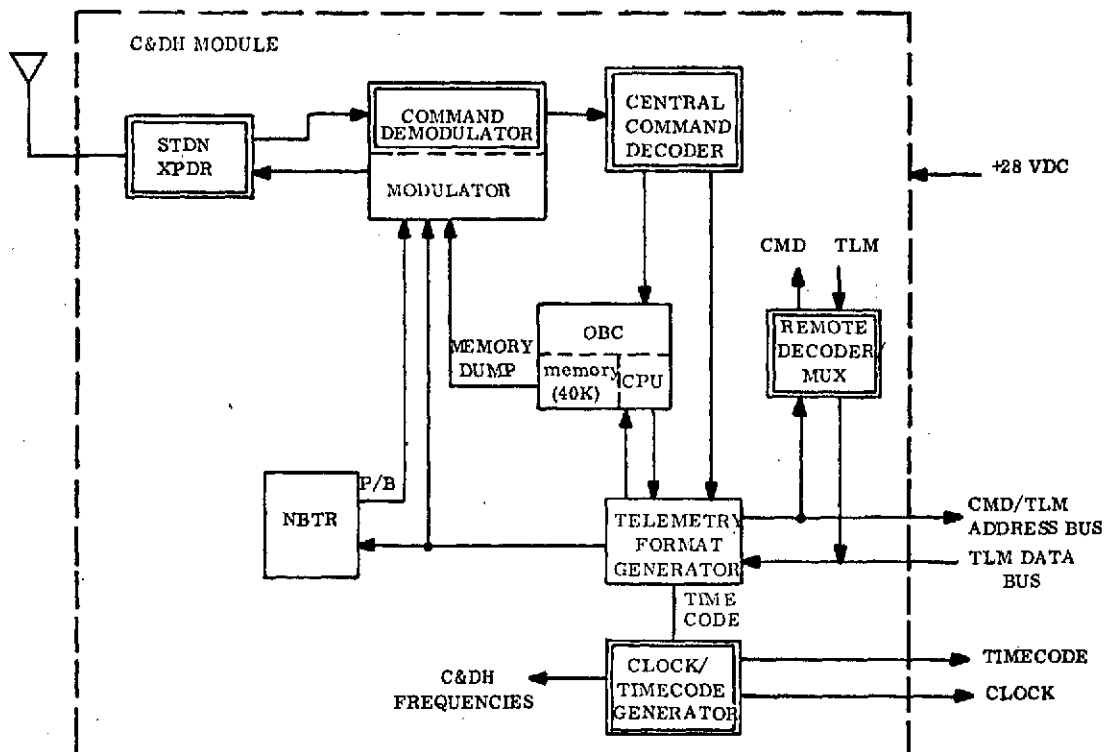 C&DH MODULE
STDN
XPDR
COMMAND
DEMODULATOR
MODULATOR
CENTRAL
COMMAND
DECODER
+28 VDC
CMD TLM
REMOTE
DECODER/
MUX
OBC
memory
(40K)
CPU
MEMORY
DUMP
P/B
NBTR
TELEMETRY
FORMAT
GENERATOR
CMD/TLM
ADDRESS BUS
TLM DATA
BUS
TIME
CODE
C&DH
FREQUENCIES
CLOCK/
TIMECODE
GENERATOR
TIMECODE
CLOCK